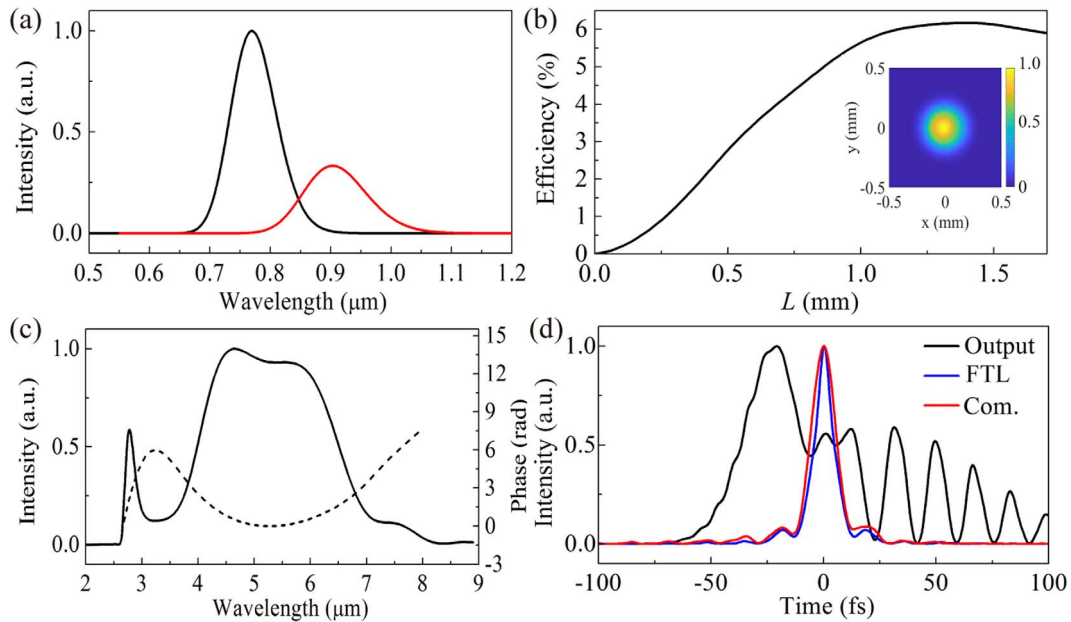 (a)
Intensity (a.u.)
1.0
0.5
0.0
0.5 0.6 0.7 0.8 0.9 1.0 1.1 1.2
Wavelength (μm)
(b)
Efficiency (%)
6
5
4
3
2
1
0
0.0 0.5 1.0 1.5
L (mm)
y (mm)
0.5
0
-0.5
-0.5 0 0.5
x (mm)
1.0
0.5
0
(c)
Intensity (a.u.)
1.0
0.5
0.0
2 3 4 5 6 7 8 9
Wavelength (μm)
Phase (rad)
15
12
9
6
3
0
-3
(d)
Intensity (a.u.)
1.0
0.5
0.0
-100 -50 0 50 100
Time (fs)
Output
FTL
Com.